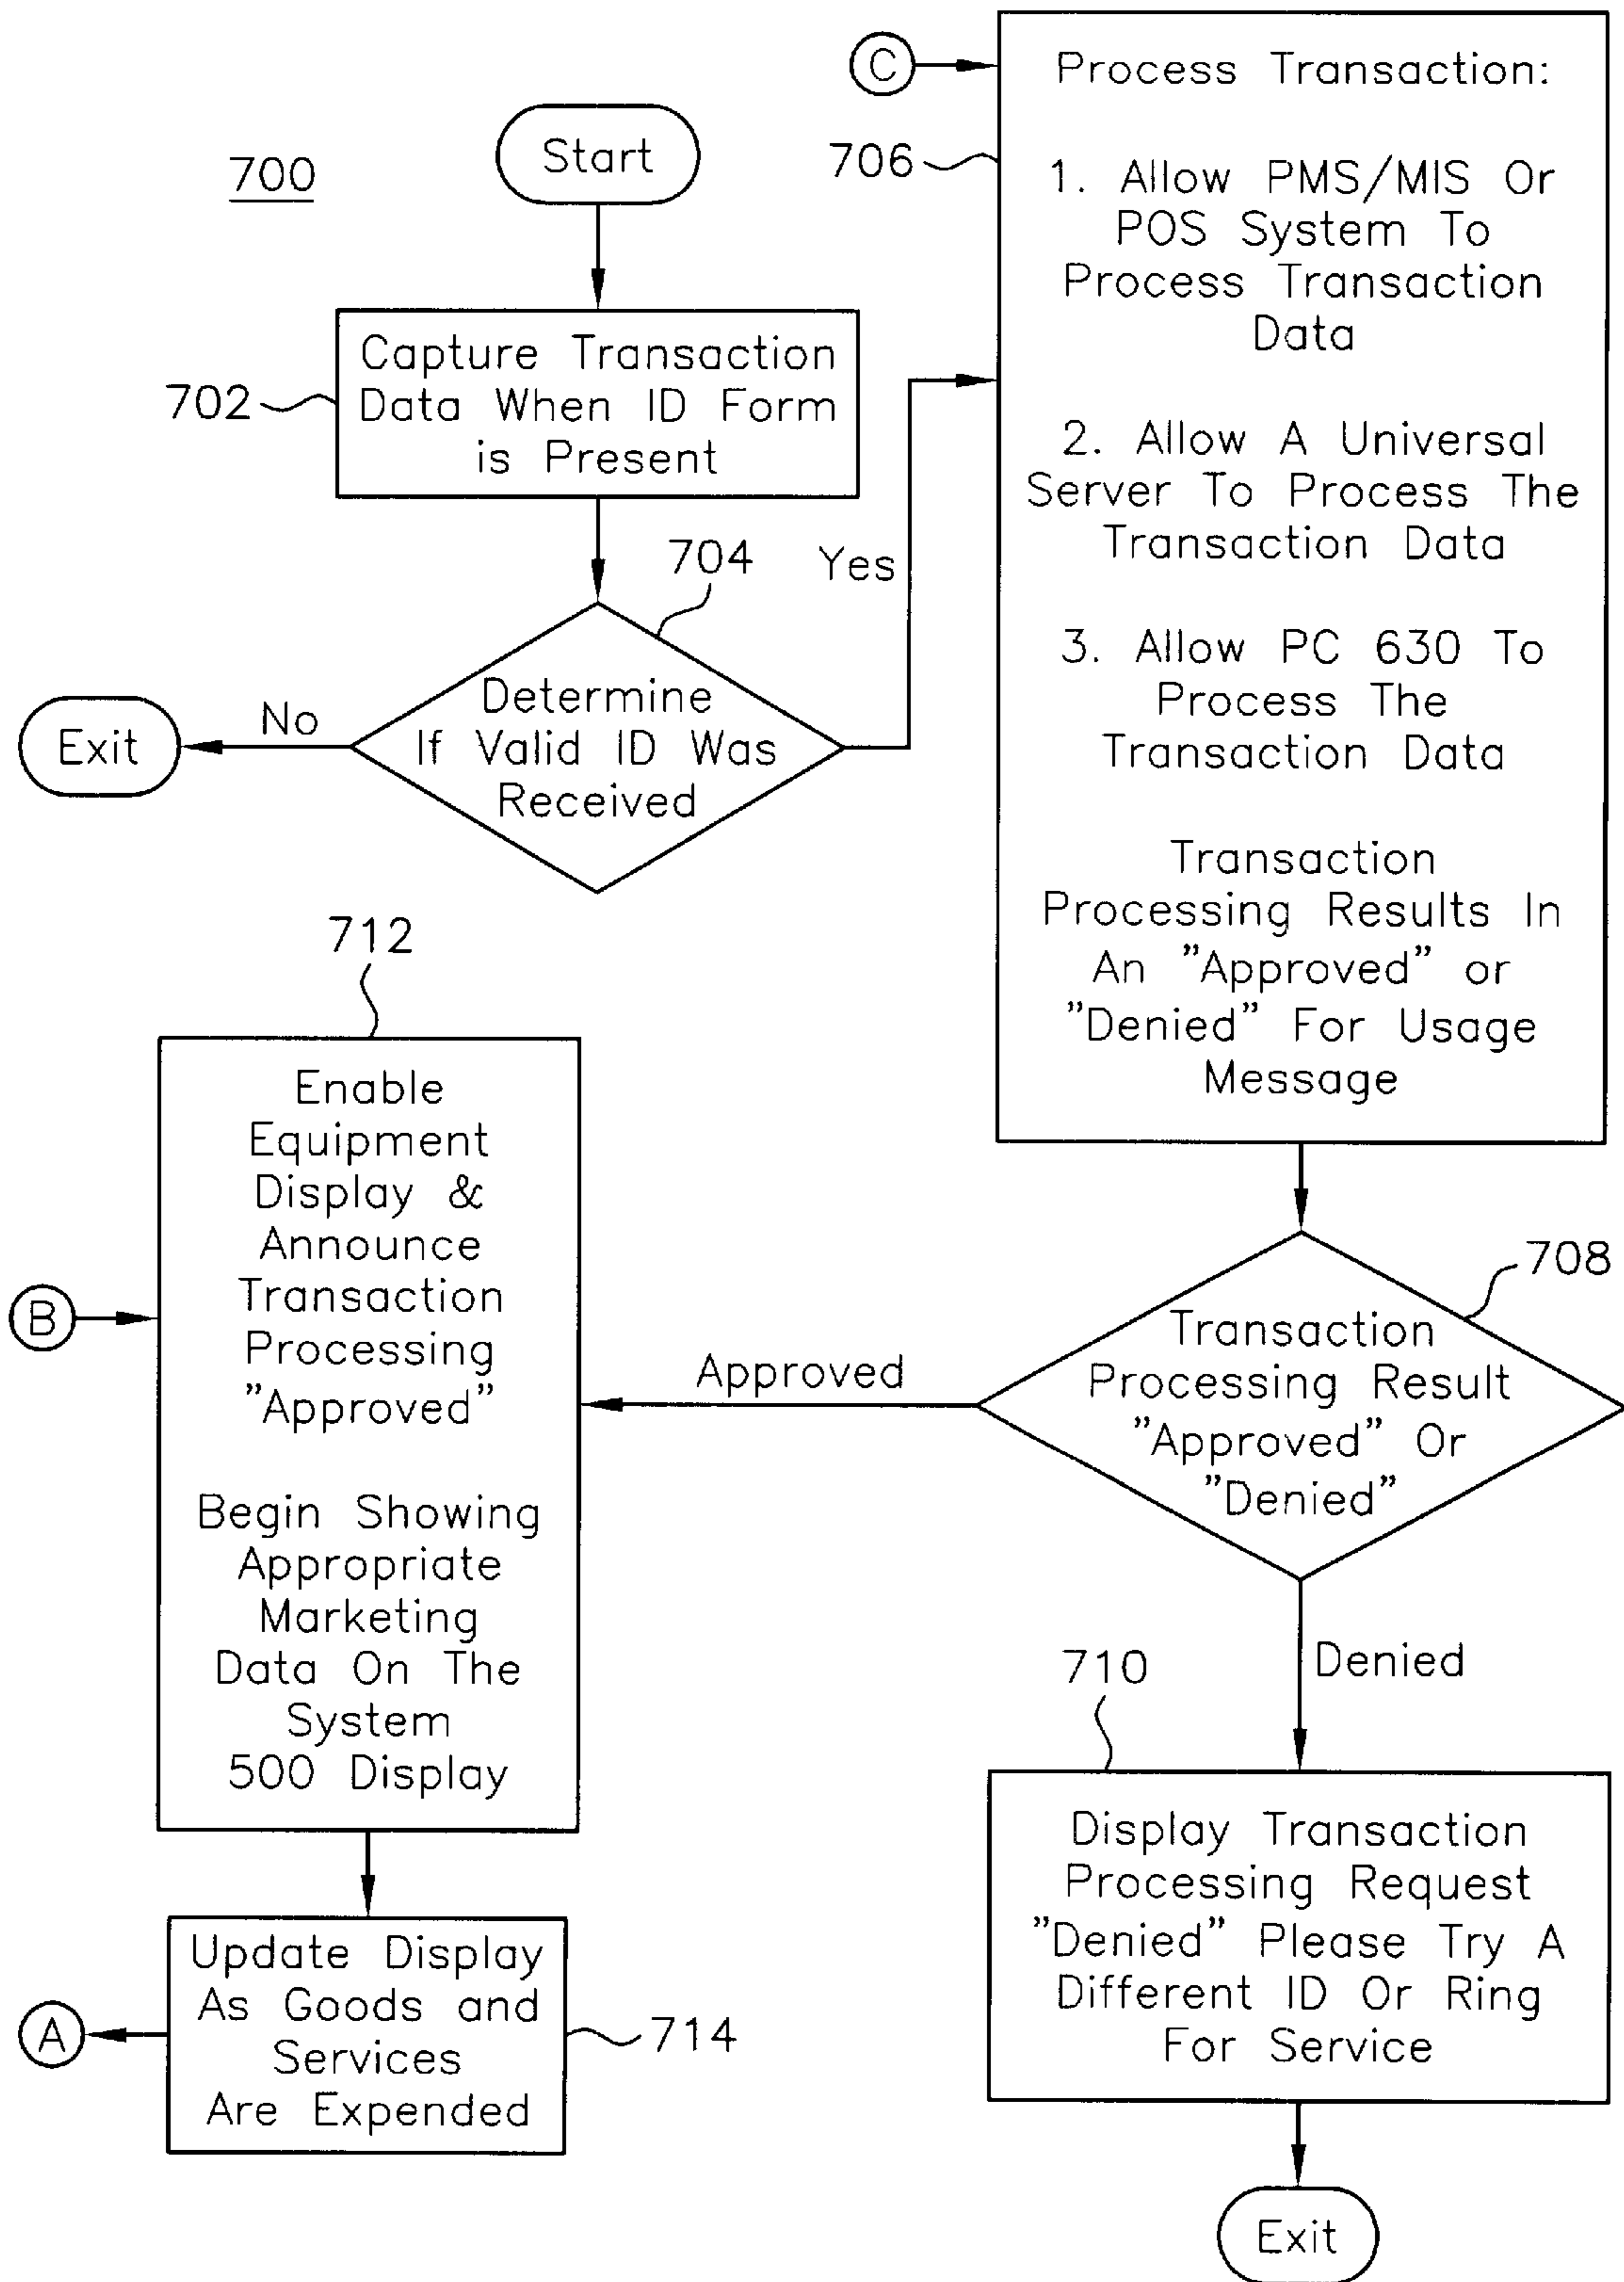 700
Start
702
Capture Transaction
Data When ID Form
is Present
704
Determine
If Valid ID Was
Received
No
Exit
Yes
C
706
Process Transaction:
1. Allow PMS/MIS Or
POS System To
Process Transaction
Data
2. Allow A Universal
Server To Process The
Transaction Data
3. Allow PC 630 To
Process The
Transaction Data
Transaction
Processing Results In
An "Approved" or
"Denied" For Usage
Message
708
Transaction
Processing Result
"Approved" Or
"Denied"
Approved
Denied
712
B
Enable
Equipment
Display &
Announce
Transaction
Processing
"Approved"
Begin Showing
Appropriate
Marketing
Data On The
System
500 Display
714
Update Display
As Goods and
Services
Are Expended
A
710
Display Transaction
Processing Request
"Denied" Please Try A
Different ID Or Ring
For Service
Exit